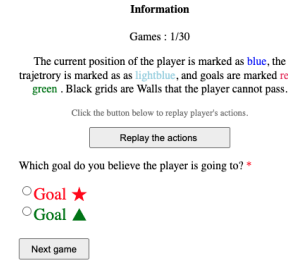 Information
Games : 1/30
The current position of the player is marked as blue, the
trajetrory is marked as as lightblue, and goals are marked
green . Black grids are Walls that the player cannot pass.
Click the button below to replay player's actions.
Replay the actions
Which goal do you believe the player is going to? *
Goal ★
Goal ▲
Next game